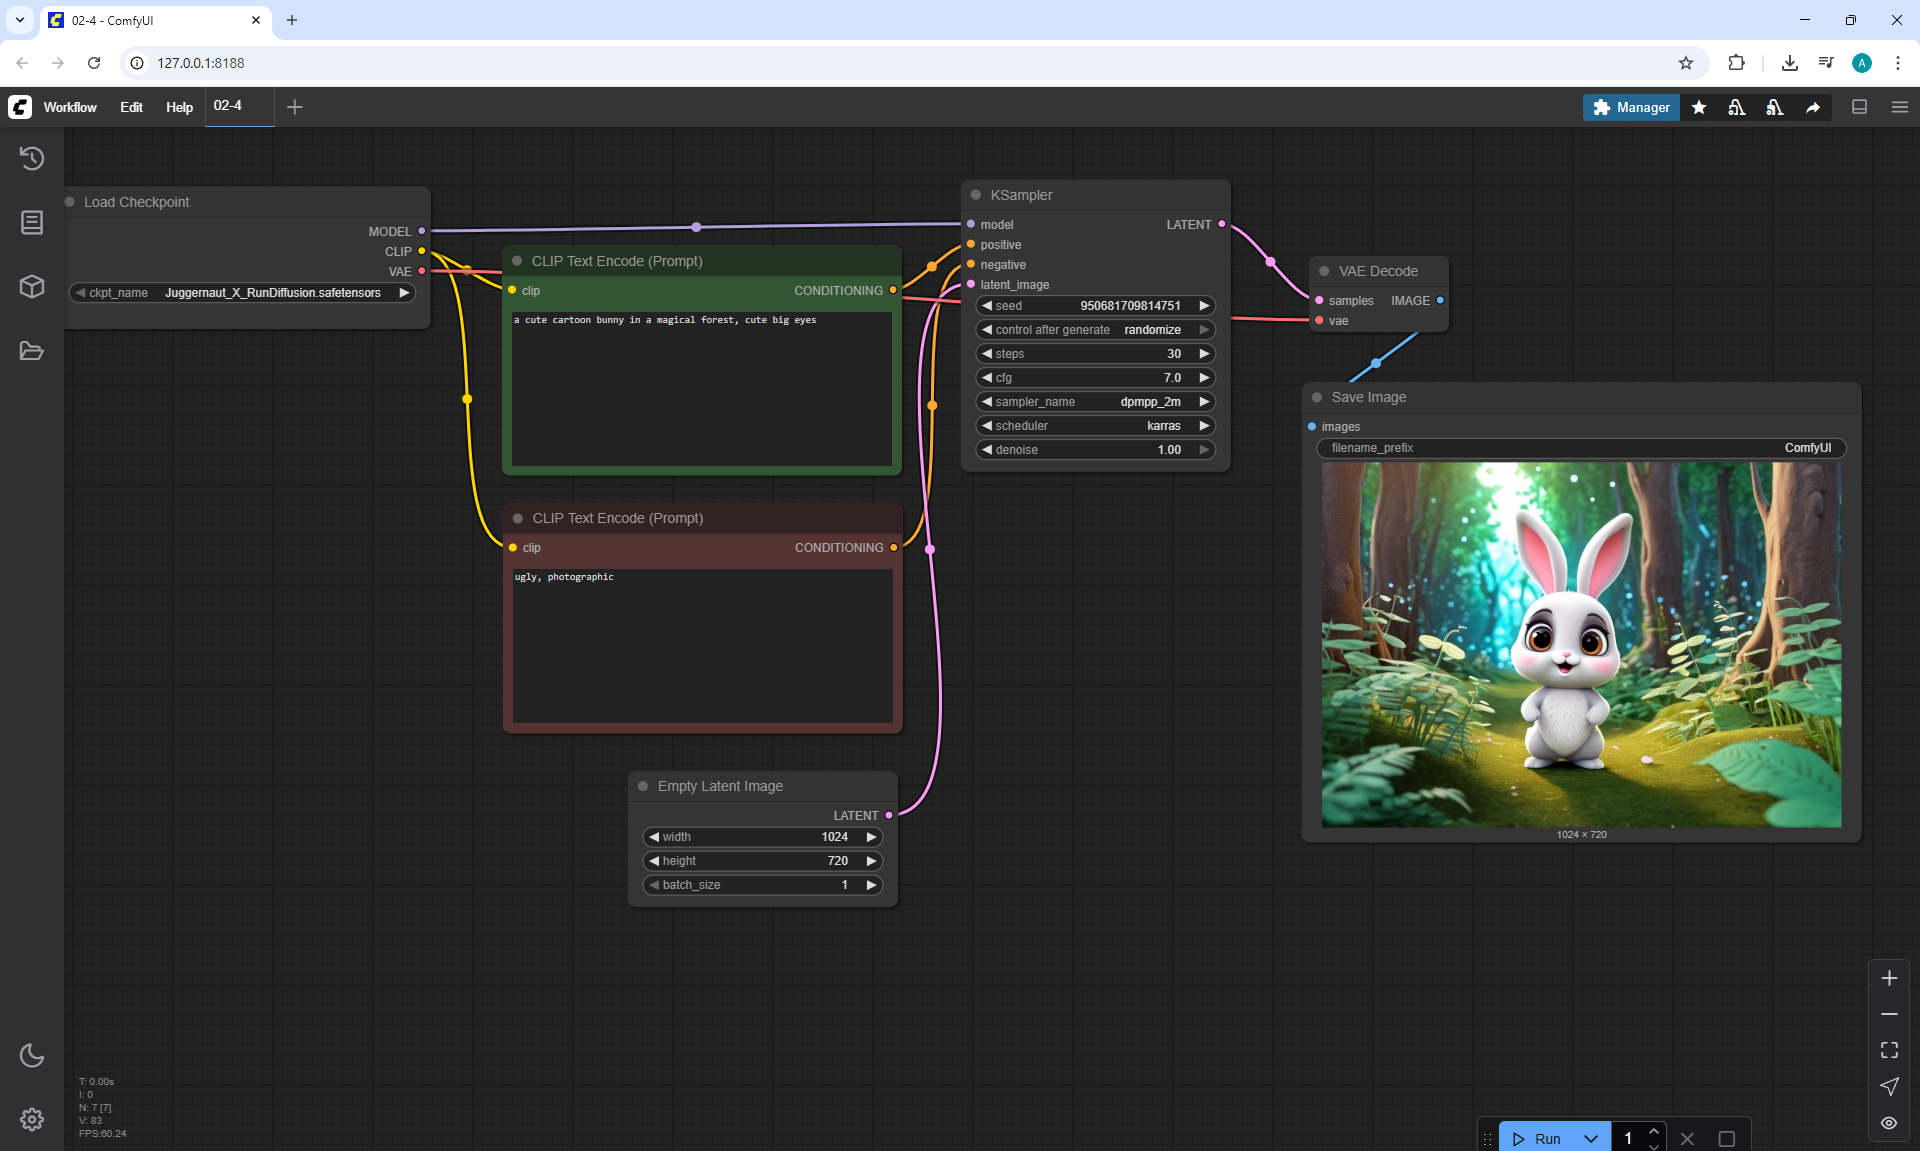 02-4 - ComfyUI
127.0.0.1:8188
A
Workflow Edit Help 02-4
Manager
Load Checkpoint
MODEL
CLIP
VAE
ckpt_name Juggernaut_X_RunDiffusion.safetensors
CLIP Text Encode (Prompt)
clip CONDITIONING
a cute cartoon bunny in a magical forest, cute big eyes
CLIP Text Encode (Prompt)
clip CONDITIONING
ugly, photographic
Empty Latent Image
LATENT
width 1024
height 720
batch_size 1
KSampler
model LATENT
positive
negative
latent_image
seed 950681709814751
control after generate randomize
steps 30
cfg 7.0
sampler_name dpmpp_2m
scheduler karras
denoise 1.00
VAE Decode
samples IMAGE
vae
Save Image
images
filename_prefix ComfyUI
1024 × 720
T: 0.00s
I: 0
N: 7 [7]
V: 83
FPS:60.24
Run 1